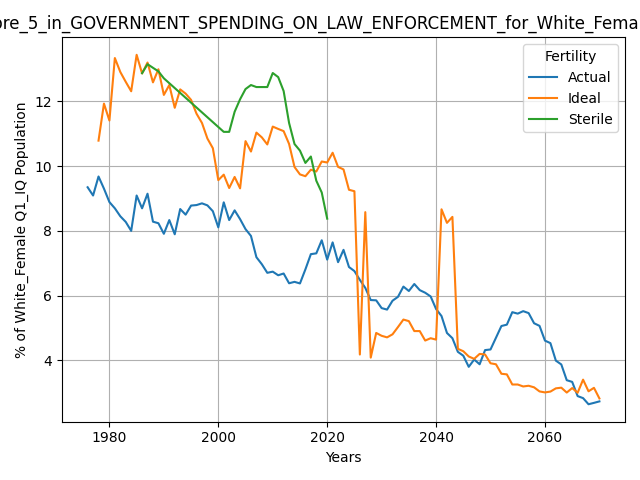 ore_5_in_GOVERNMENT_SPENDING_ON_LAW_ENFORCEMENT_for_White_Fema
Fertility
Actual
Ideal
Sterile
% of White_Female Q1_IQ Population
12
10
8
6
4
1980 2000 2020 2040 2060
Years